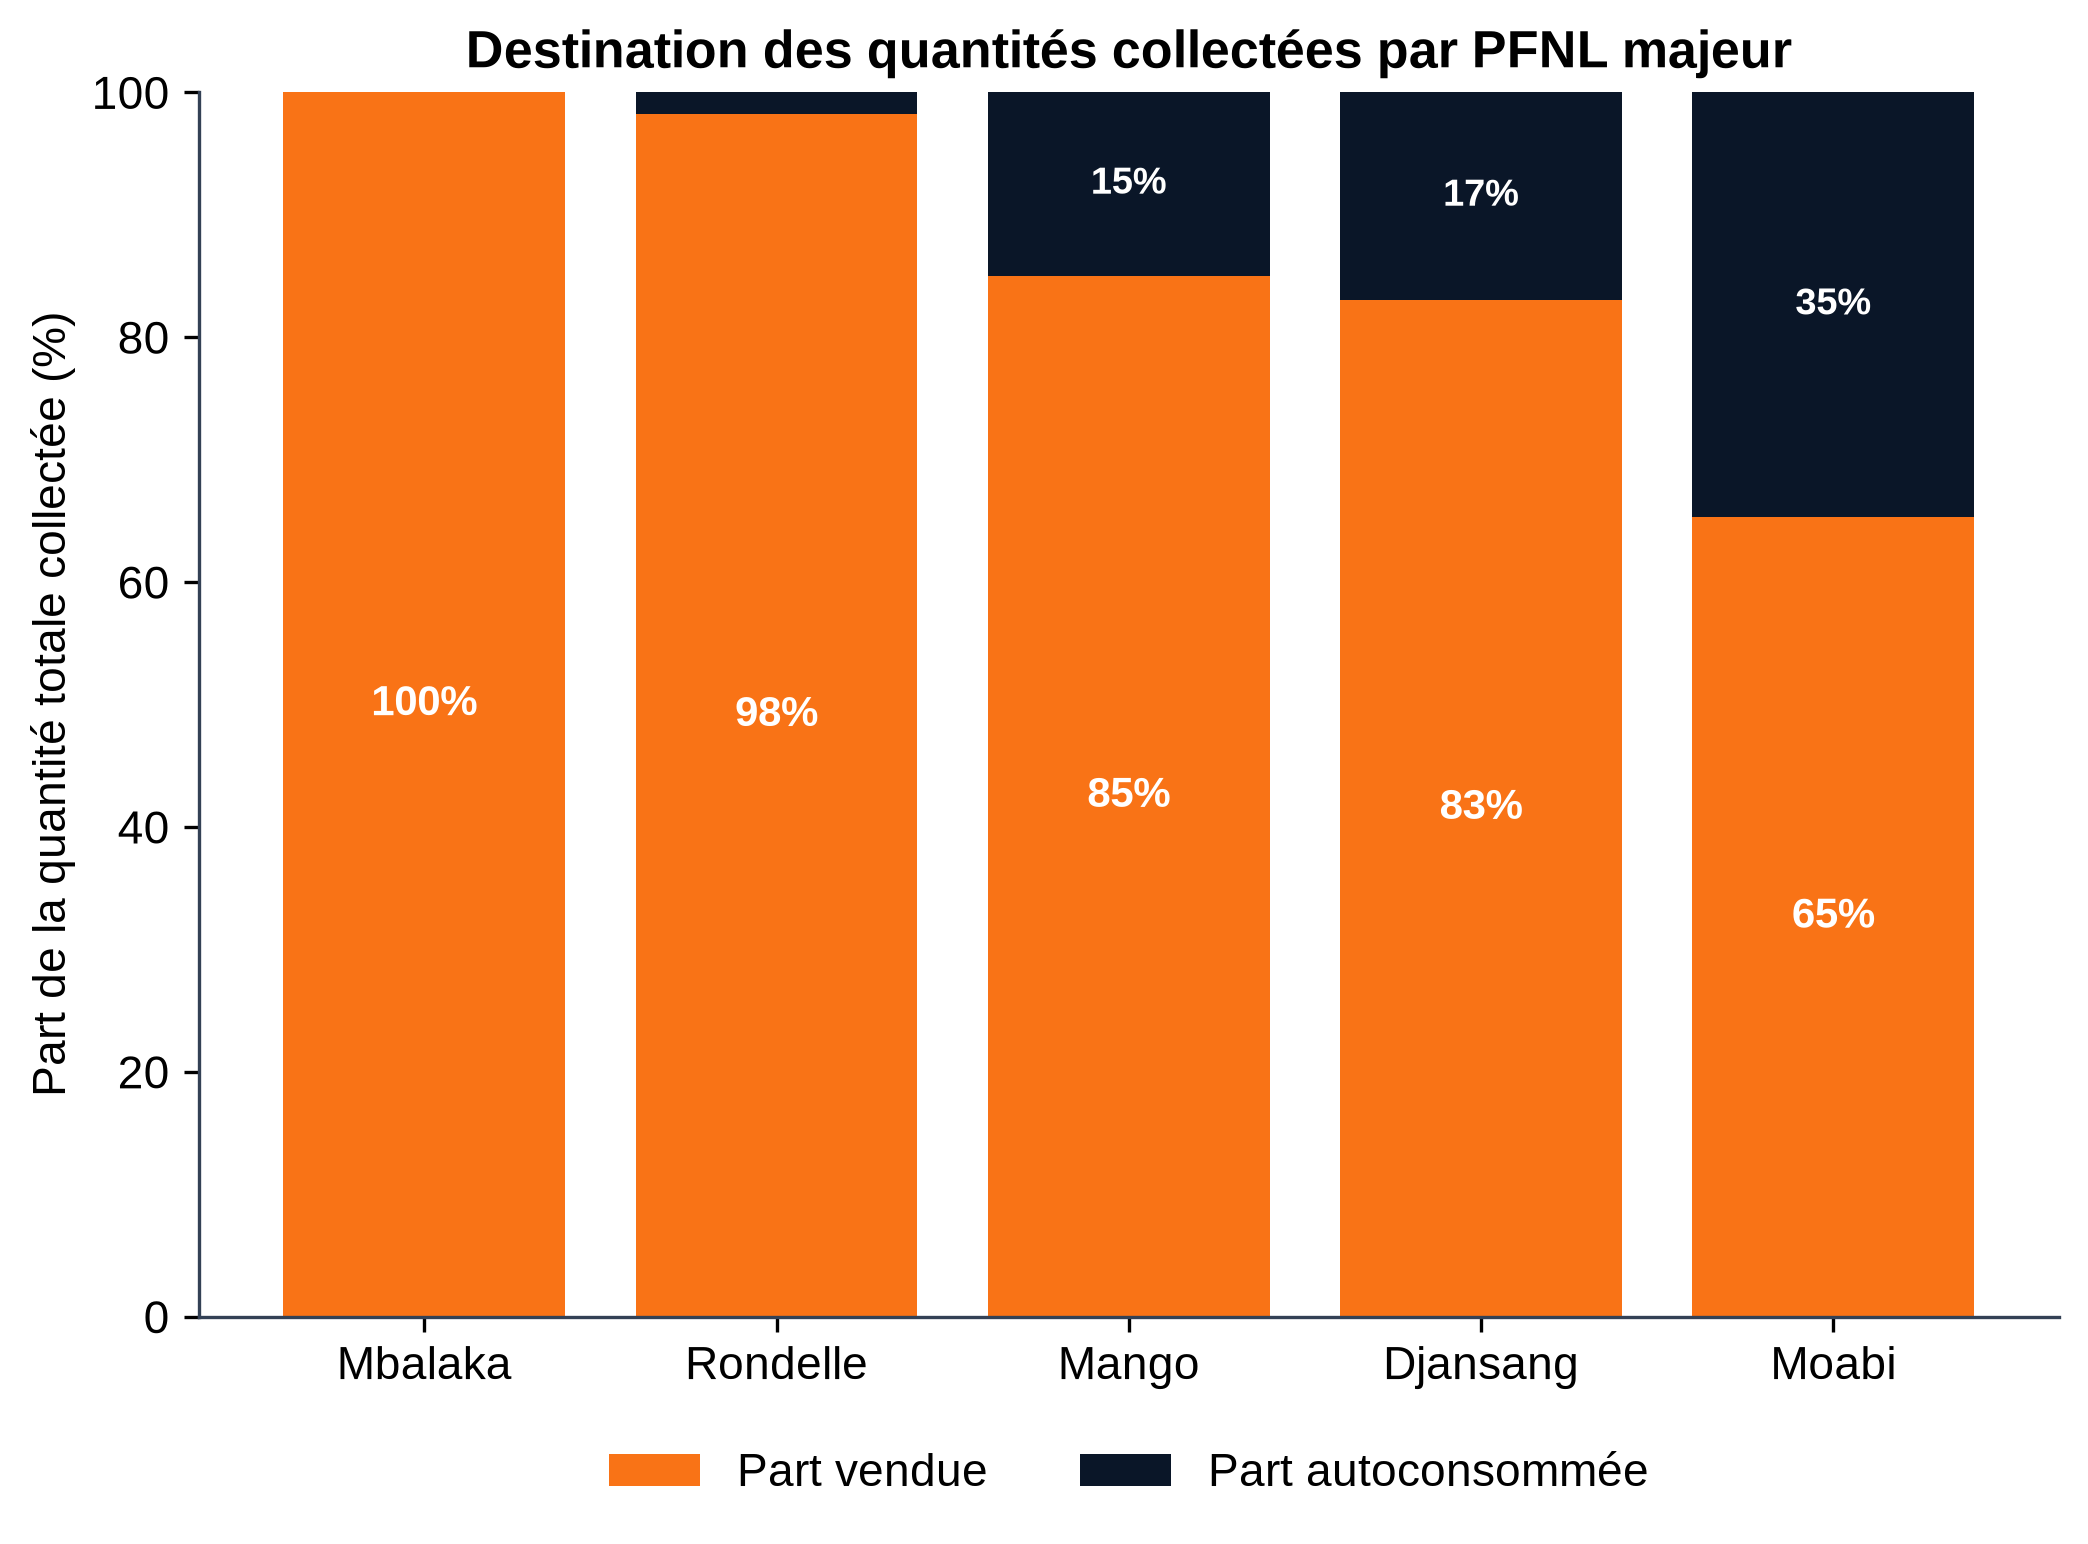 Destination des quantités collectées par PFNL majeur
Part de la quantité totale collectée (%)
100
80
60
40
20
0
100%
98%
85%
15%
83%
17%
65%
35%
Mbalaka
Rondelle
Mango
Djansang
Moabi
Part vendue
Part autoconsommée